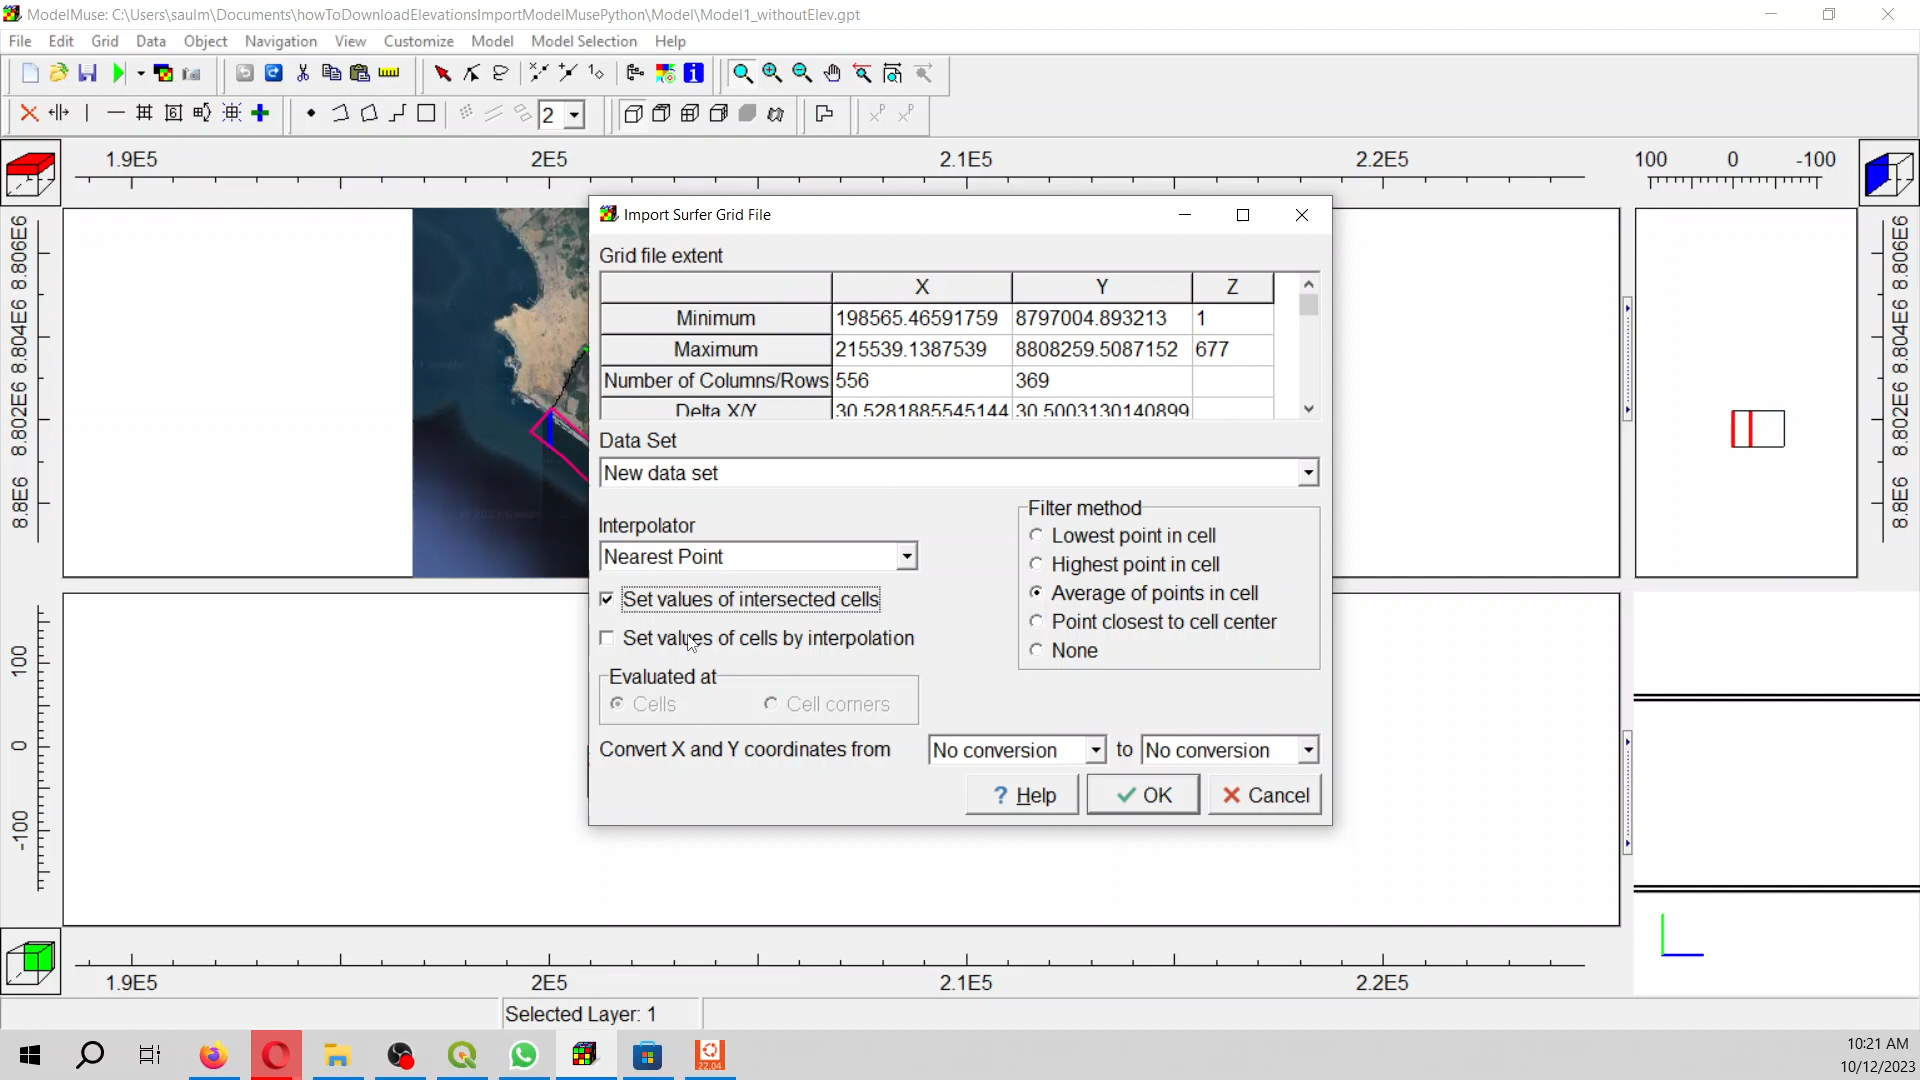 ModelMuse: C:\Users\saulm\Documents\howToDownloadElevationsImportModelMusePython\Model\Model1_withoutElev.gpt
File Edit Grid Data Object Navigation View Customize Model Model Selection Help
2
1.9E5 2E5 2.1E5 2.2E5 100 0 -100
8.806E6
8.804E6
8.802E6
8.8E6
8.806E6
8.804E6
8.802E6
8.8E6
Import Surfer Grid File
Grid file extent
X Y Z
Minimum 198565.46591759 8797004.893213 1
Maximum 215539.1387539 8808259.5087152 677
Number of Columns/Rows 556 369
Delta X/Y 30.5281885545144 30.5003130140899
Data Set
New data set
Interpolator
Nearest Point
Set values of intersected cells
Set values of cells by interpolation
Evaluated at
Cells Cell corners
Filter method
Lowest point in cell
Highest point in cell
Average of points in cell
Point closest to cell center
None
Convert X and Y coordinates from No conversion to No conversion
? Help OK Cancel
100
0
-100
1.9E5 2E5 2.1E5 2.2E5
Selected Layer: 1
22.04
10:21 AM
10/12/2023